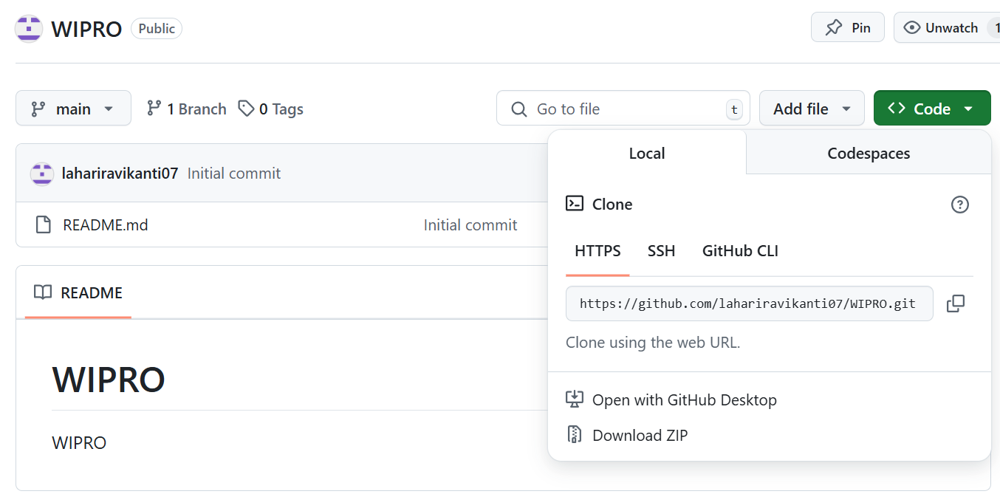 WIPRO Public Pin Unwatch 1
main 1 Branch 0 Tags Go to file t Add file Code
Local Codespaces
lahariravikanti07 Initial commit
Clone
README.md Initial commit
HTTPS SSH GitHub CLI
README
https://github.com/lahariravikanti07/WIPRO.git
Clone using the web URL.
WIPRO
Open with GitHub Desktop
Download ZIP
WIPRO